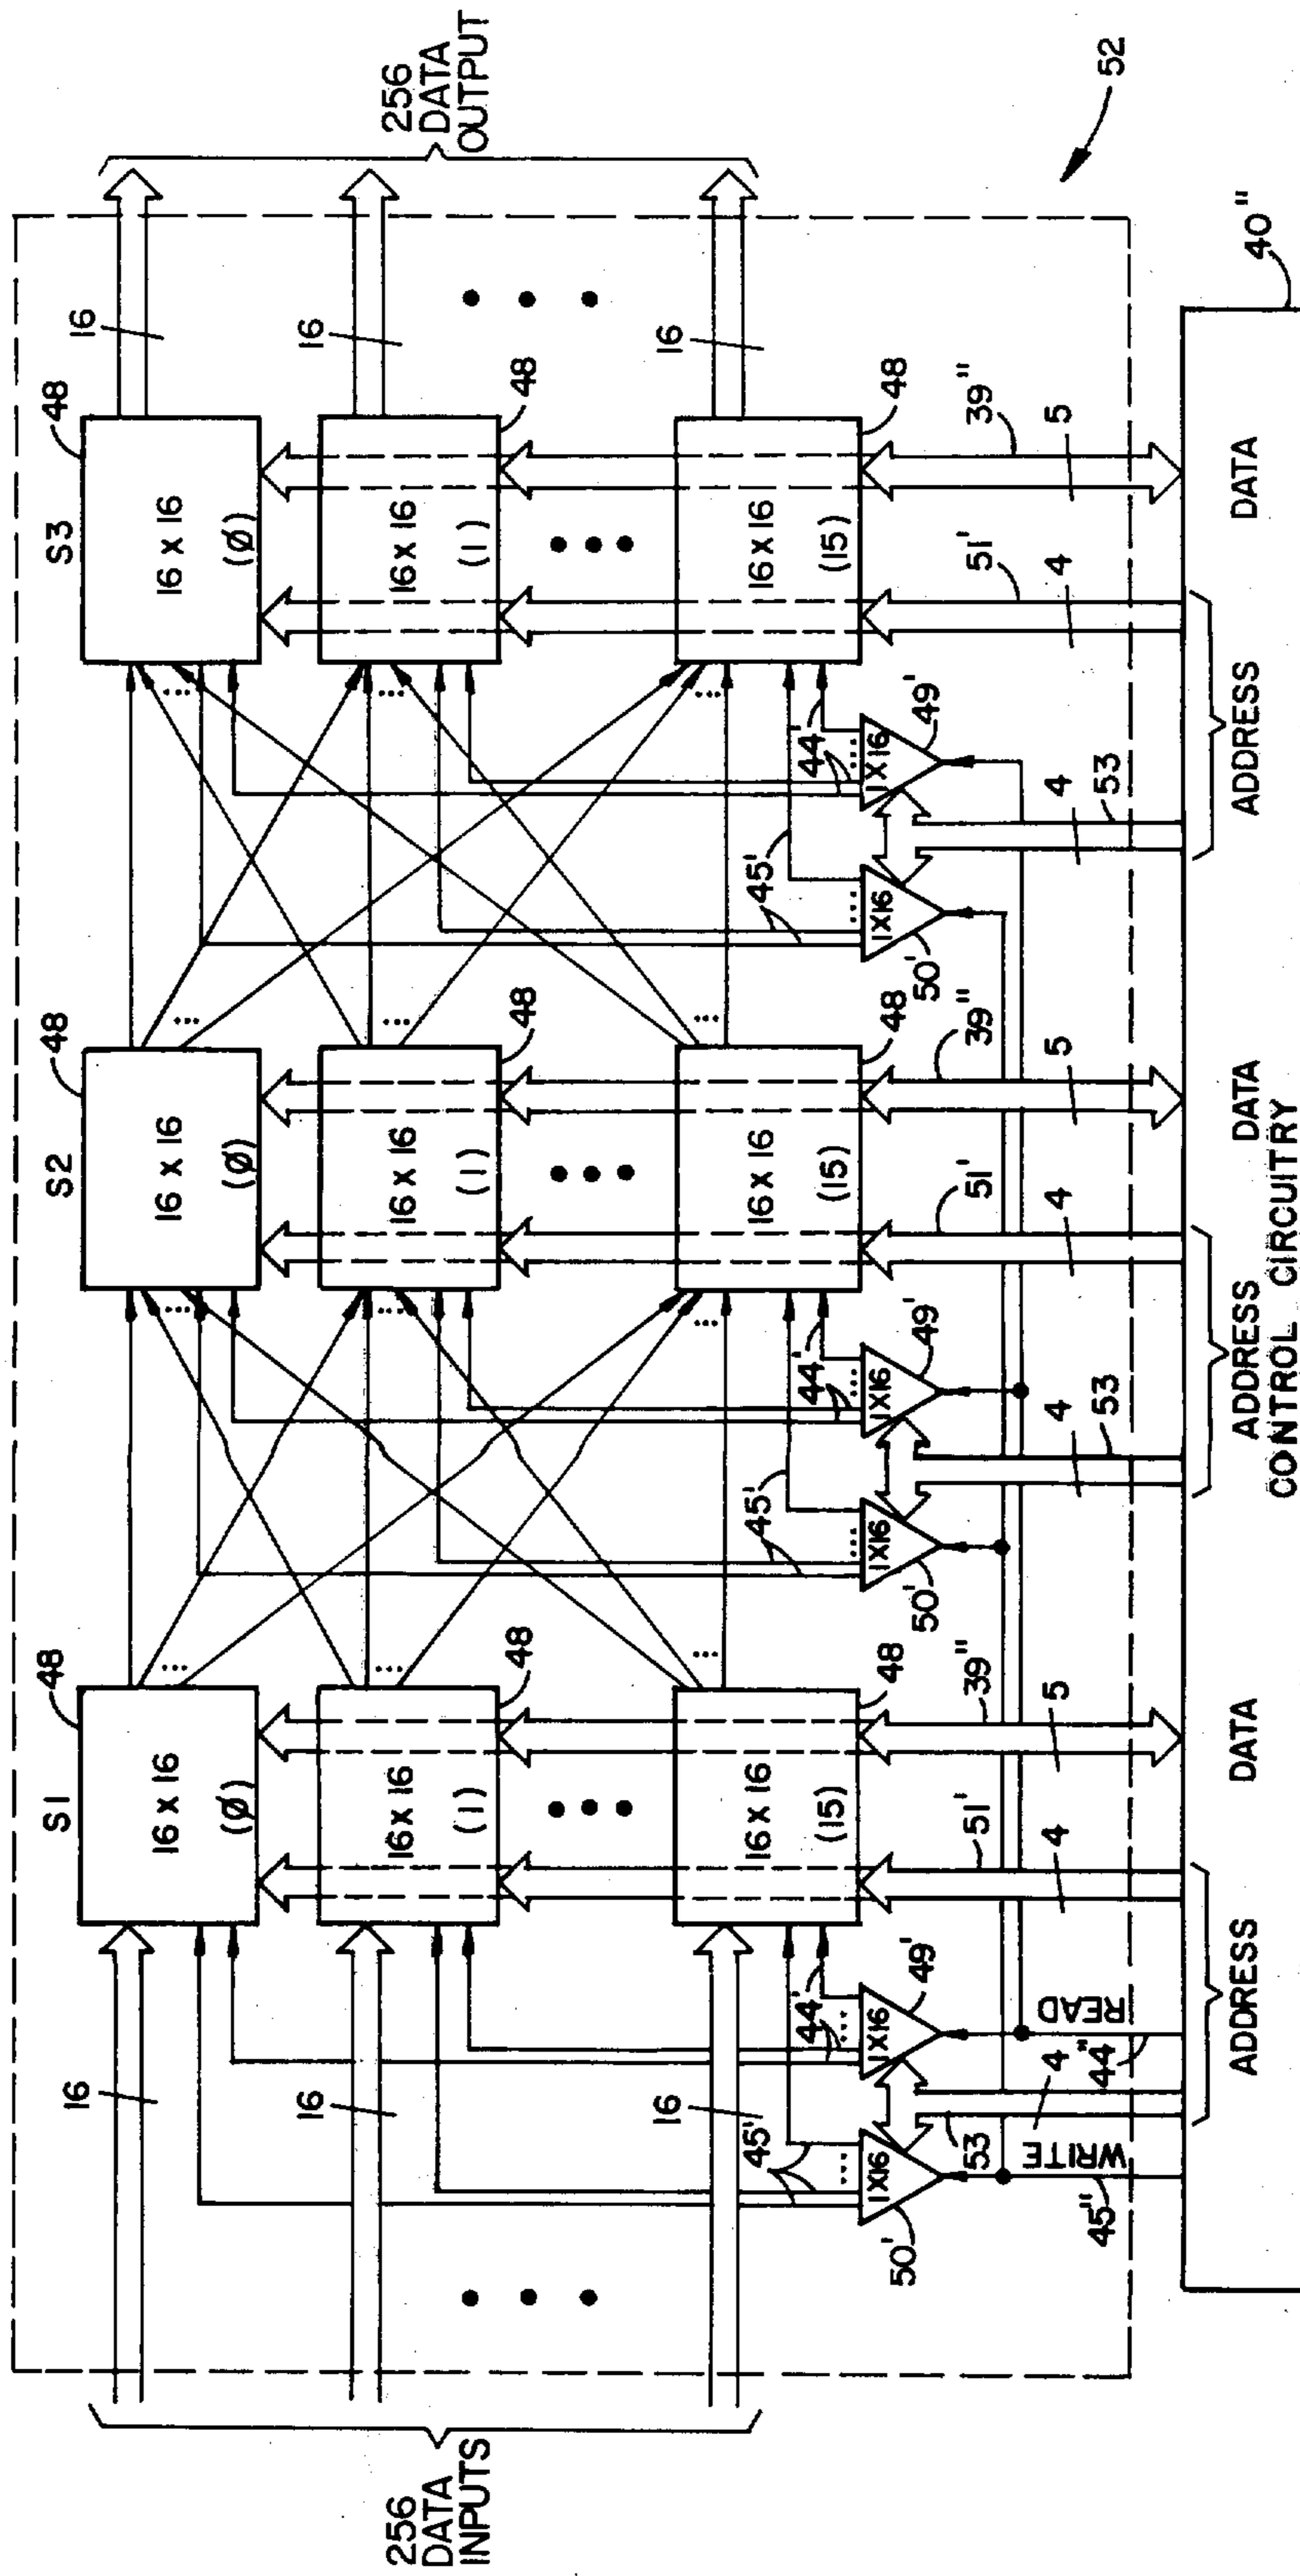 256
DATA
INPUTS
16
16
16
S1
48
16 X 16
(Ø)
48
16 X 16
(1)
48
16 X 16
(15)
S2
48
16 X 16
(Ø)
48
16 X 16
(1)
48
16 X 16
(15)
S3
48
16 X 16
(Ø)
48
16 X 16
(1)
48
16 X 16
(15)
16
16
16
256
DATA
OUTPUT
45'
44'
1X16
1X16
50'
49'
45'
44'
1X16
1X16
50'
49'
45'
44'
1X16
1X16
50'
49'
51'
39"
51'
39"
51'
39"
WRITE
53
4
READ
45"
44"
4
5
4
53
4
5
4
53
4
5
52
40"
ADDRESS
DATA
ADDRESS
DATA
ADDRESS
DATA
CONTROL CIRCUITRY